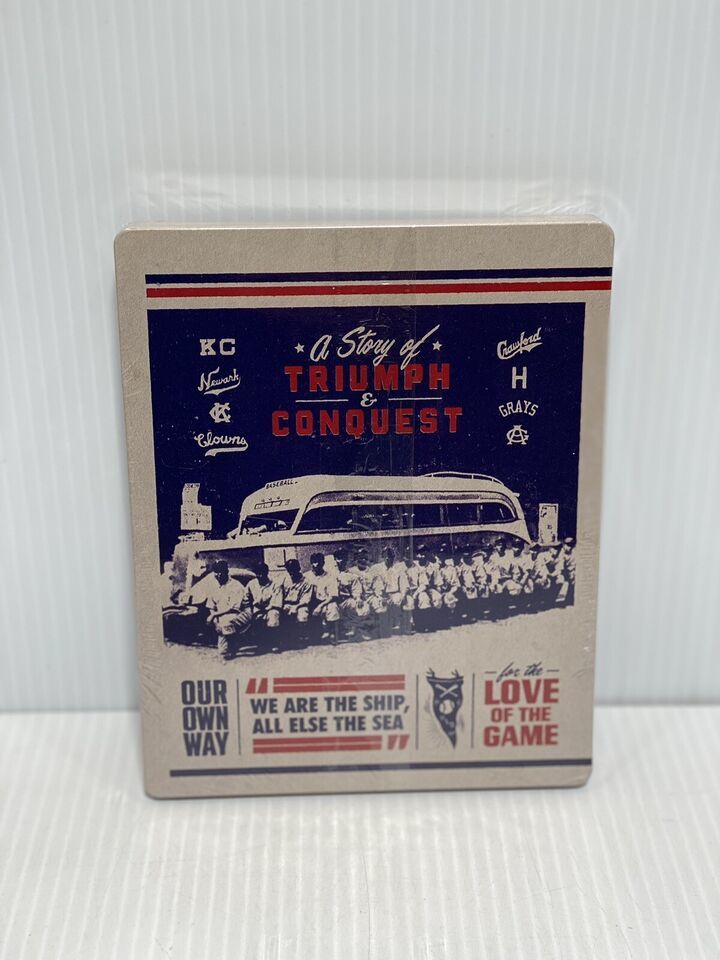 KC
Newark
KC
Clowns
A Story of
TRIUMPH
&
CONQUEST
Crawford
H
GRAYS
BASEBALL
OUR
OWN
WAY
"WE ARE THE SHIP,
ALL ELSE THE SEA"
for the
LOVE
OF THE
GAME